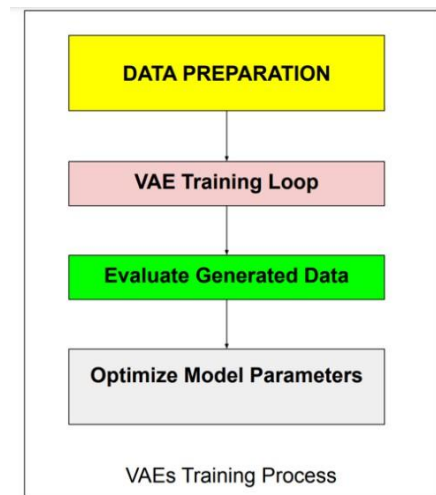 DATA PREPARATION
VAE Training Loop
Evaluate Generated Data
Optimize Model Parameters
VAEs Training Process